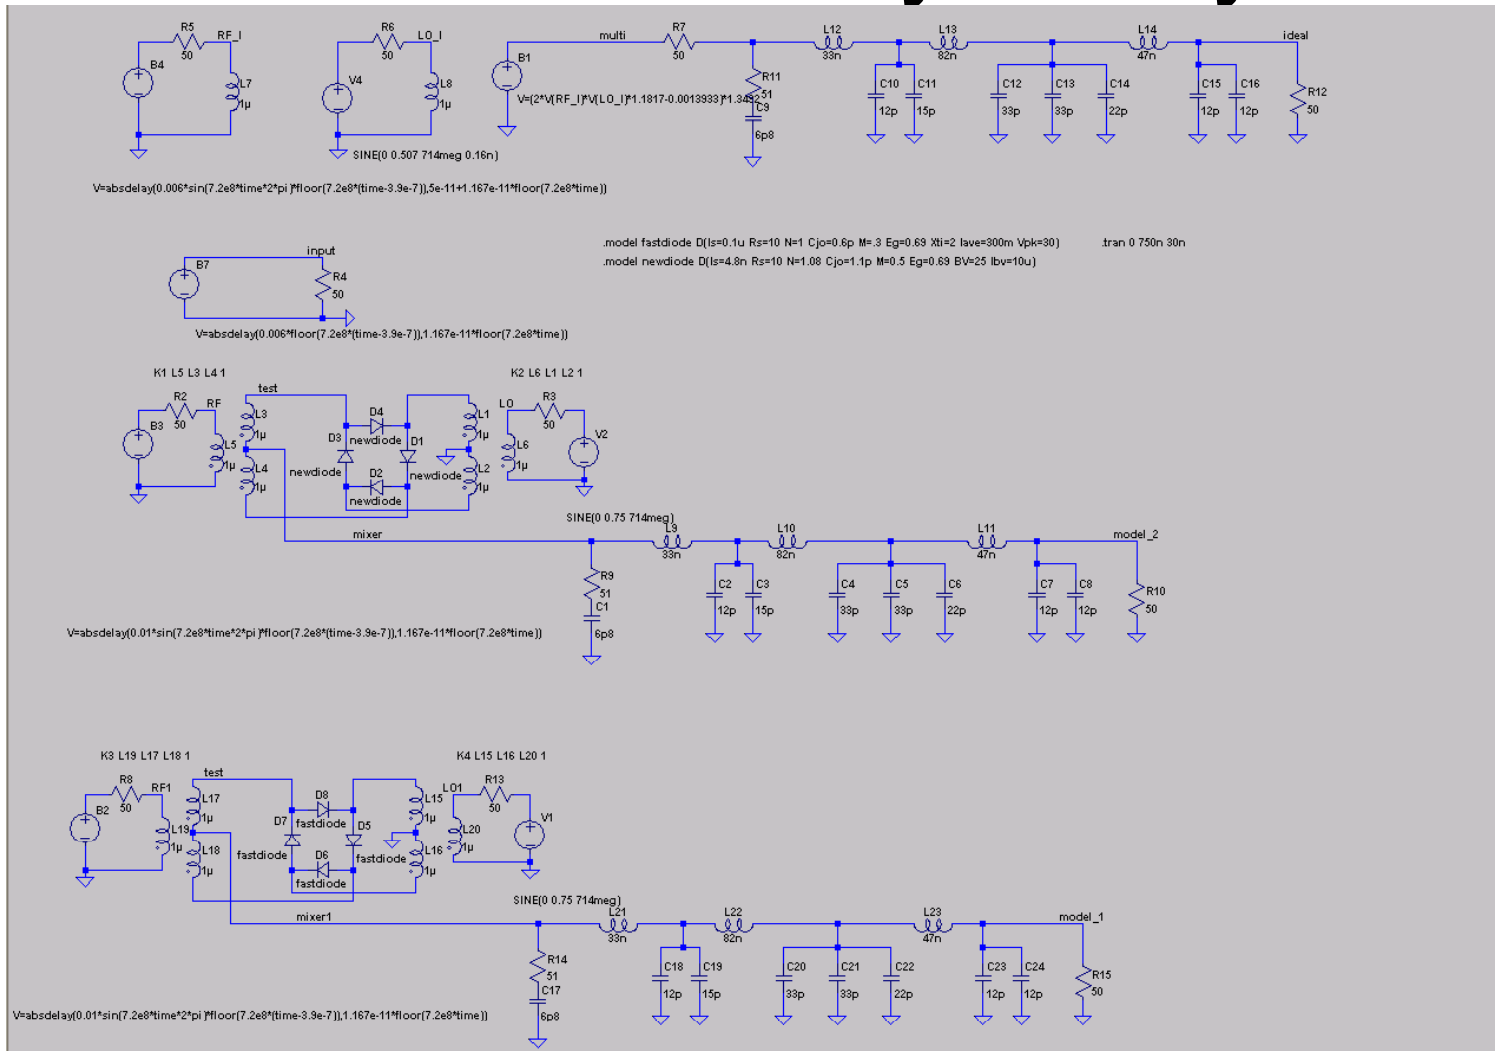 R5 RF_I
50
B4
L7
1µ
R6 LO_I
50
V4
L8
1µ
SINE(0 0.507 714meg 0.16n)
multi
B1
R7
50
R11
51
C9
6p8
L12
33n
L13
82n
L14
47n
ideal
C10
12p
C11
15p
C12
33p
C13
33p
C14
22p
C15
12p
C16
12p
R12
50
V=absdelay(0.006*sin(7.2e8*time*2*pi)*floor(7.2e8*(time-3.9e-7)),5e-11+1.167e-11*floor(7.2e8*time))
input
B7
R4
50
V=absdelay(0.006*floor(7.2e8*(time-3.9e-7)),1.167e-11*floor(7.2e8*time))
.model fastdiode D(Is=0.1u Rs=10 N=1 Cjo=0.6p M=.3 Eg=0.69 Xti=2 Iave=300m Vpk=30)
.tran 0 750n 30n
.model newdiode D(Is=4.8n Rs=10 N=1.08 Cjo=1.1p M=0.5 Eg=0.69 BV=25 Ibv=10u)
K1 L5 L3 L4 1
K2 L6 L1 L2 1
R2 RF
50
B3
L5
1µ
test
L3
1µ
L4
1µ
D4
newdiode
D3
newdiode
D1
newdiode
D2
newdiode
L1
1µ
L2
1µ
LO
R3
50
L6
1µ
V2
SINE(0 0.75 714meg)
mixer
R9
51
C1
6p8
L9
33n
L10
82n
L11
47n
model_2
C2
12p
C3
15p
C4
33p
C5
33p
C6
22p
C7
12p
C8
12p
R10
50
V=absdelay(0.01*sin(7.2e8*time*2*pi)*floor(7.2e8*(time-3.9e-7)),1.167e-11*floor(7.2e8*time))
K3 L19 L17 L18 1
K4 L15 L16 L20 1
R8 RF1
50
B2
L19
1µ
test
L17
1µ
L18
1µ
D8
fastdiode
D7
fastdiode
D5
fastdiode
D6
fastdiode
L15
1µ
L16
1µ
LO1
R13
50
L20
1µ
V1
SINE(0 0.75 714meg)
mixer1
R14
51
C17
6p8
L21
33n
L22
82n
L23
47n
model_1
C18
12p
C19
15p
C20
33p
C21
33p
C22
22p
C23
12p
C24
12p
R15
50
V=absdelay(0.01*sin(7.2e8*time*2*pi)*floor(7.2e8*(time-3.9e-7)),1.167e-11*floor(7.2e8*time))